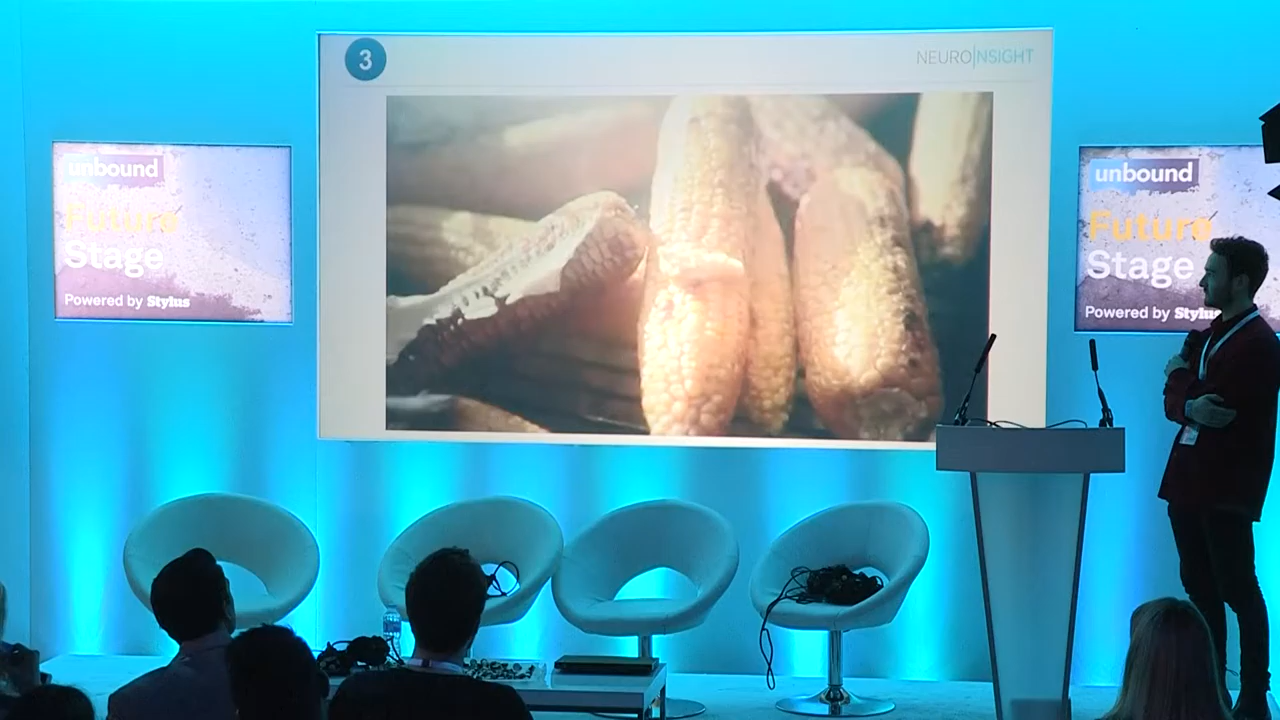 3
NEURO|NSIGHT
unbound
Future
Stage
Powered by Stylus
unbound
Future
Stage
Powered by Stylus